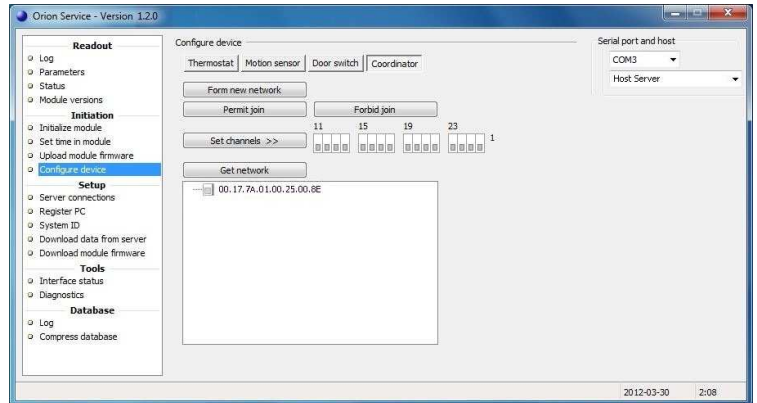 Orion Service - Version 1.2.0
Readout
Log
Parameters
Status
Module versions
Initiation
Initialize module
Set time in module
Upload module firmware
Configure device
Setup
Server connections
Register PC
System ID
Download data from server
Download module firmware
Tools
Interface status
Diagnostics
Database
Log
Compress database
Configure device
Thermostat Motion sensor Door switch Coordinator
Form new network
Permit join Forbid join
11 15 19 23
Set channels >> 1
Get network
00.17.7A.01.00.25.00.8E
Serial port and host
COM3
Host Server
2012-03-30 2:08